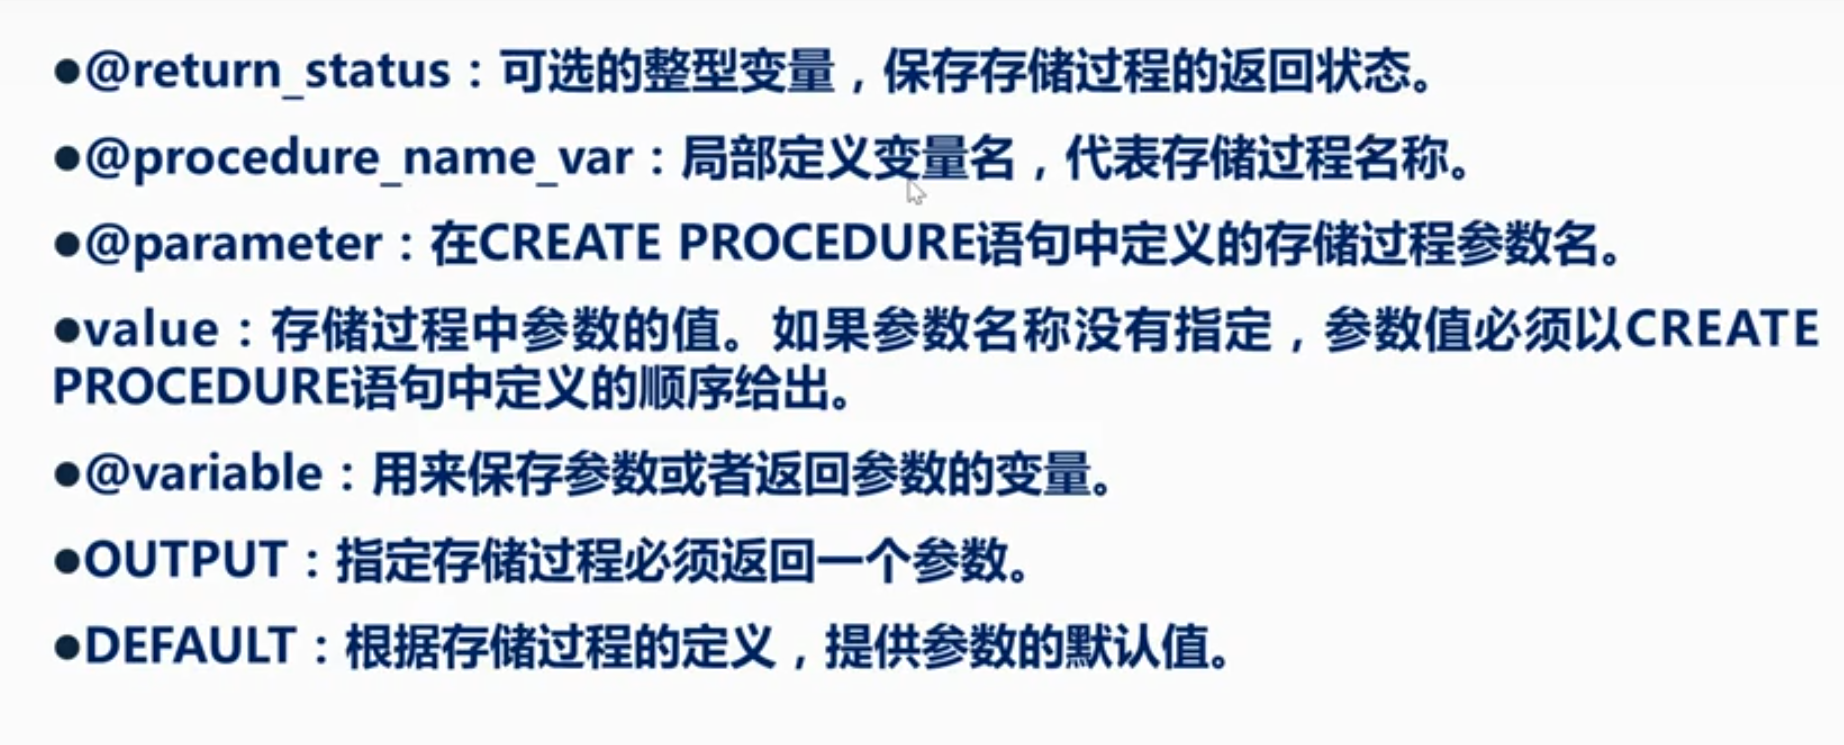 ●@return_status：可选的整型变量，保存存储过程的返回状态。
●@procedure_name_var：局部定义变量名，代表存储过程名称。
●@parameter：在CREATE PROCEDURE语句中定义的存储过程参数名。
●value：存储过程中参数的值。如果参数名称没有指定，参数值必须以CREATE
PROCEDURE语句中定义的顺序给出。
●@variable：用来保存参数或者返回参数的变量。
●OUTPUT：指定存储过程必须返回一个参数。
●DEFAULT：根据存储过程的定义，提供参数的默认值。